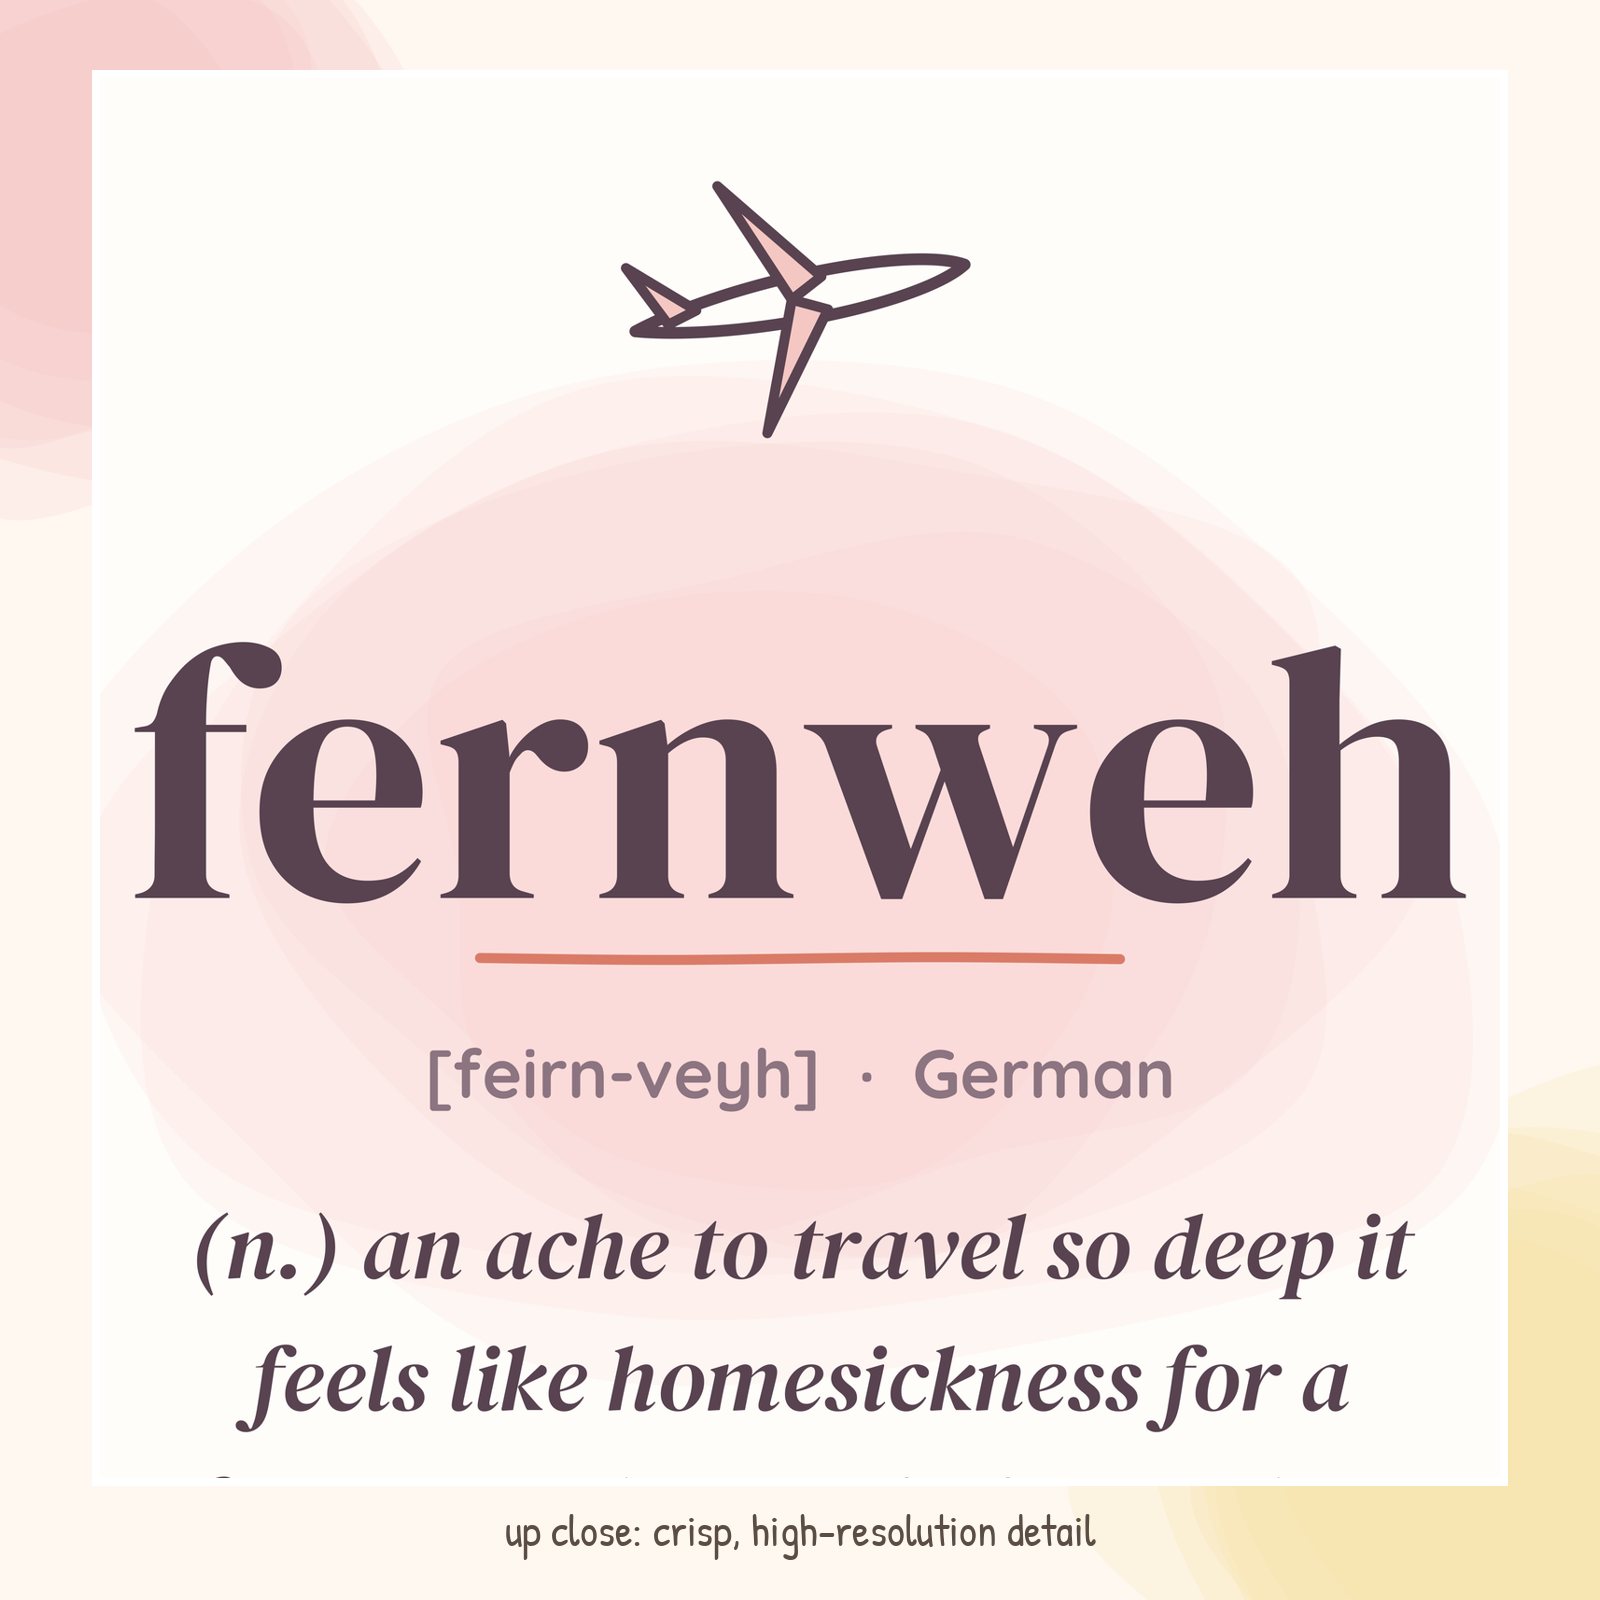 fernweh
[feirn-veyh] · German
(n.) an ache to travel so deep it
feels like homesickness for a
up close: crisp, high-resolution detail